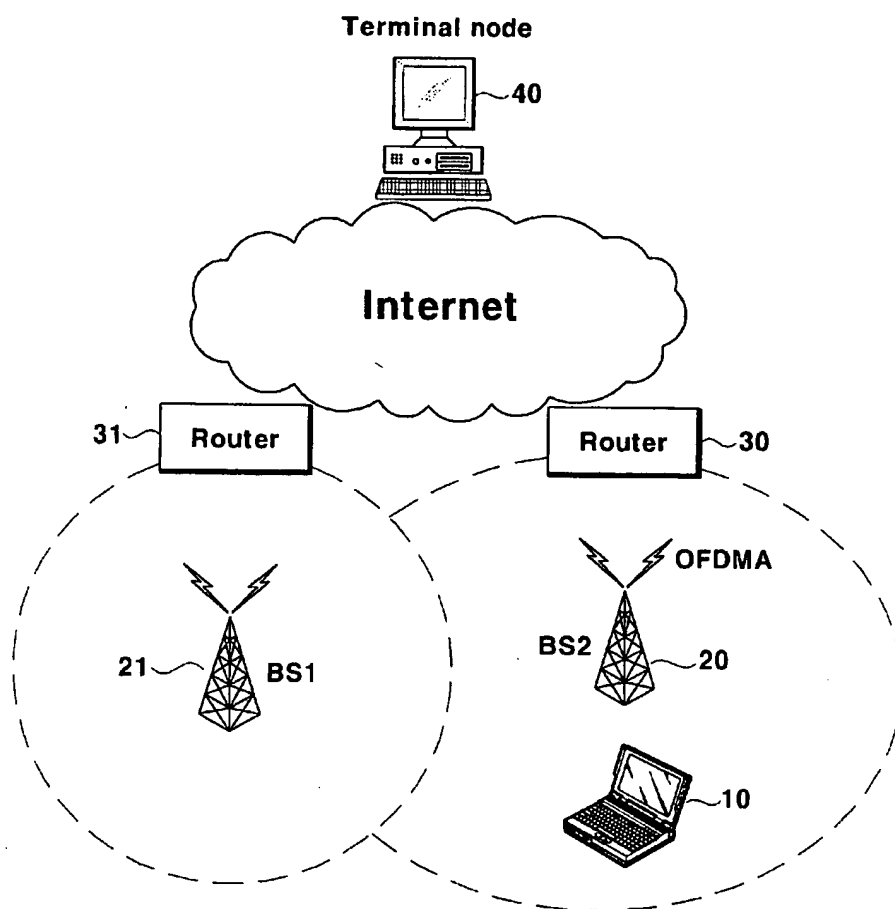 Terminal node
40
Internet
31 Router
Router 30
OFDMA
21 BS1
BS2 20
10